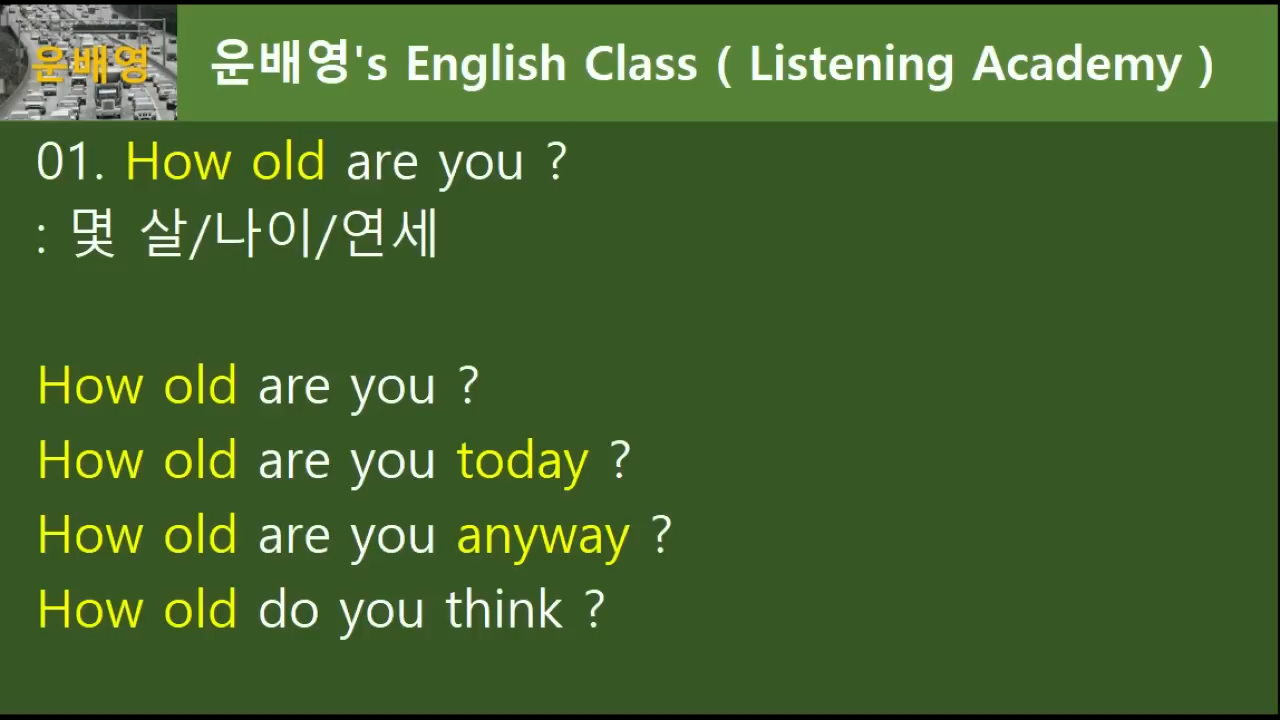 운배영
운배영's English Class ( Listening Academy )
01. How old are you ?
: 몇 살/나이/연세
How old are you ?
How old are you today ?
How old are you anyway ?
How old do you think ?